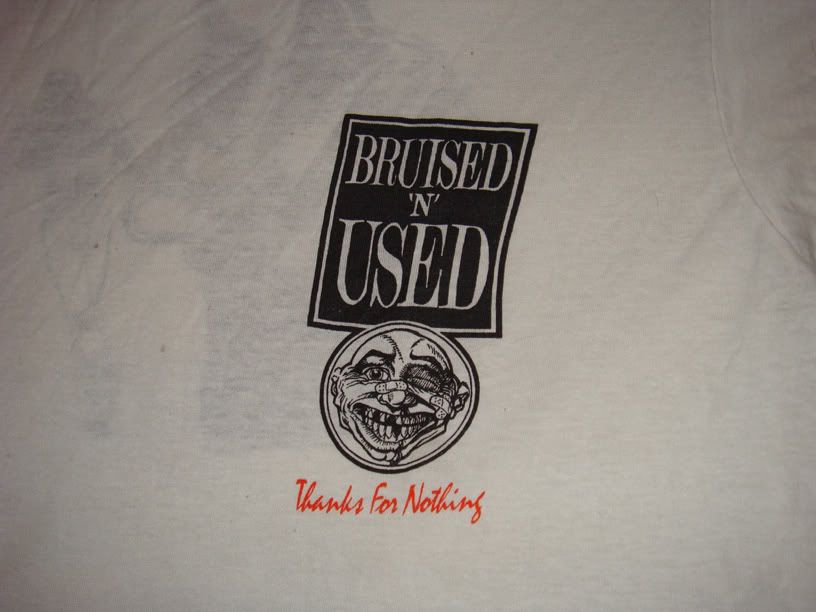 BRUISED
'N'
USED
Thanks For Nothing